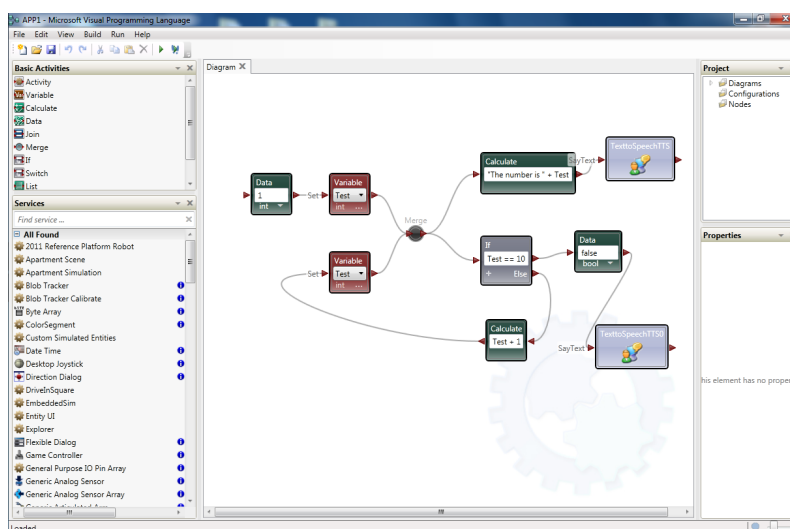 APP1 - Microsoft Visual Programming Language
File Edit View Build Run Help
Basic Activities
Activity
Variable
Calculate
Data
Join
Merge
If
Switch
List
Services
Find service ...
All Found
2011 Reference Platform Robot
Apartment Scene
Apartment Simulation
Blob Tracker
Blob Tracker Calibrate
Byte Array
ColorSegment
Custom Simulated Entities
Date Time
Desktop Joystick
Direction Dialog
DriveInSquare
EmbeddedSim
Entity UI
Explorer
Flexible Dialog
Game Controller
General Purpose IO Pin Array
Generic Analog Sensor
Generic Analog Sensor Array
Generic Articulated Arm
Loaded
Diagram
Data
1
int
Set
Variable
Test
int ...
Merge
Calculate
"The number is " + Test
SayText
TexttoSpeechTTS
Set
Variable
Test
int ...
If
Test == 10
+ Else
Data
false
bool
Calculate
Test + 1
SayText
TexttoSpeechTTS0
Project
Diagrams
Configurations
Nodes
Properties
his element has no proper